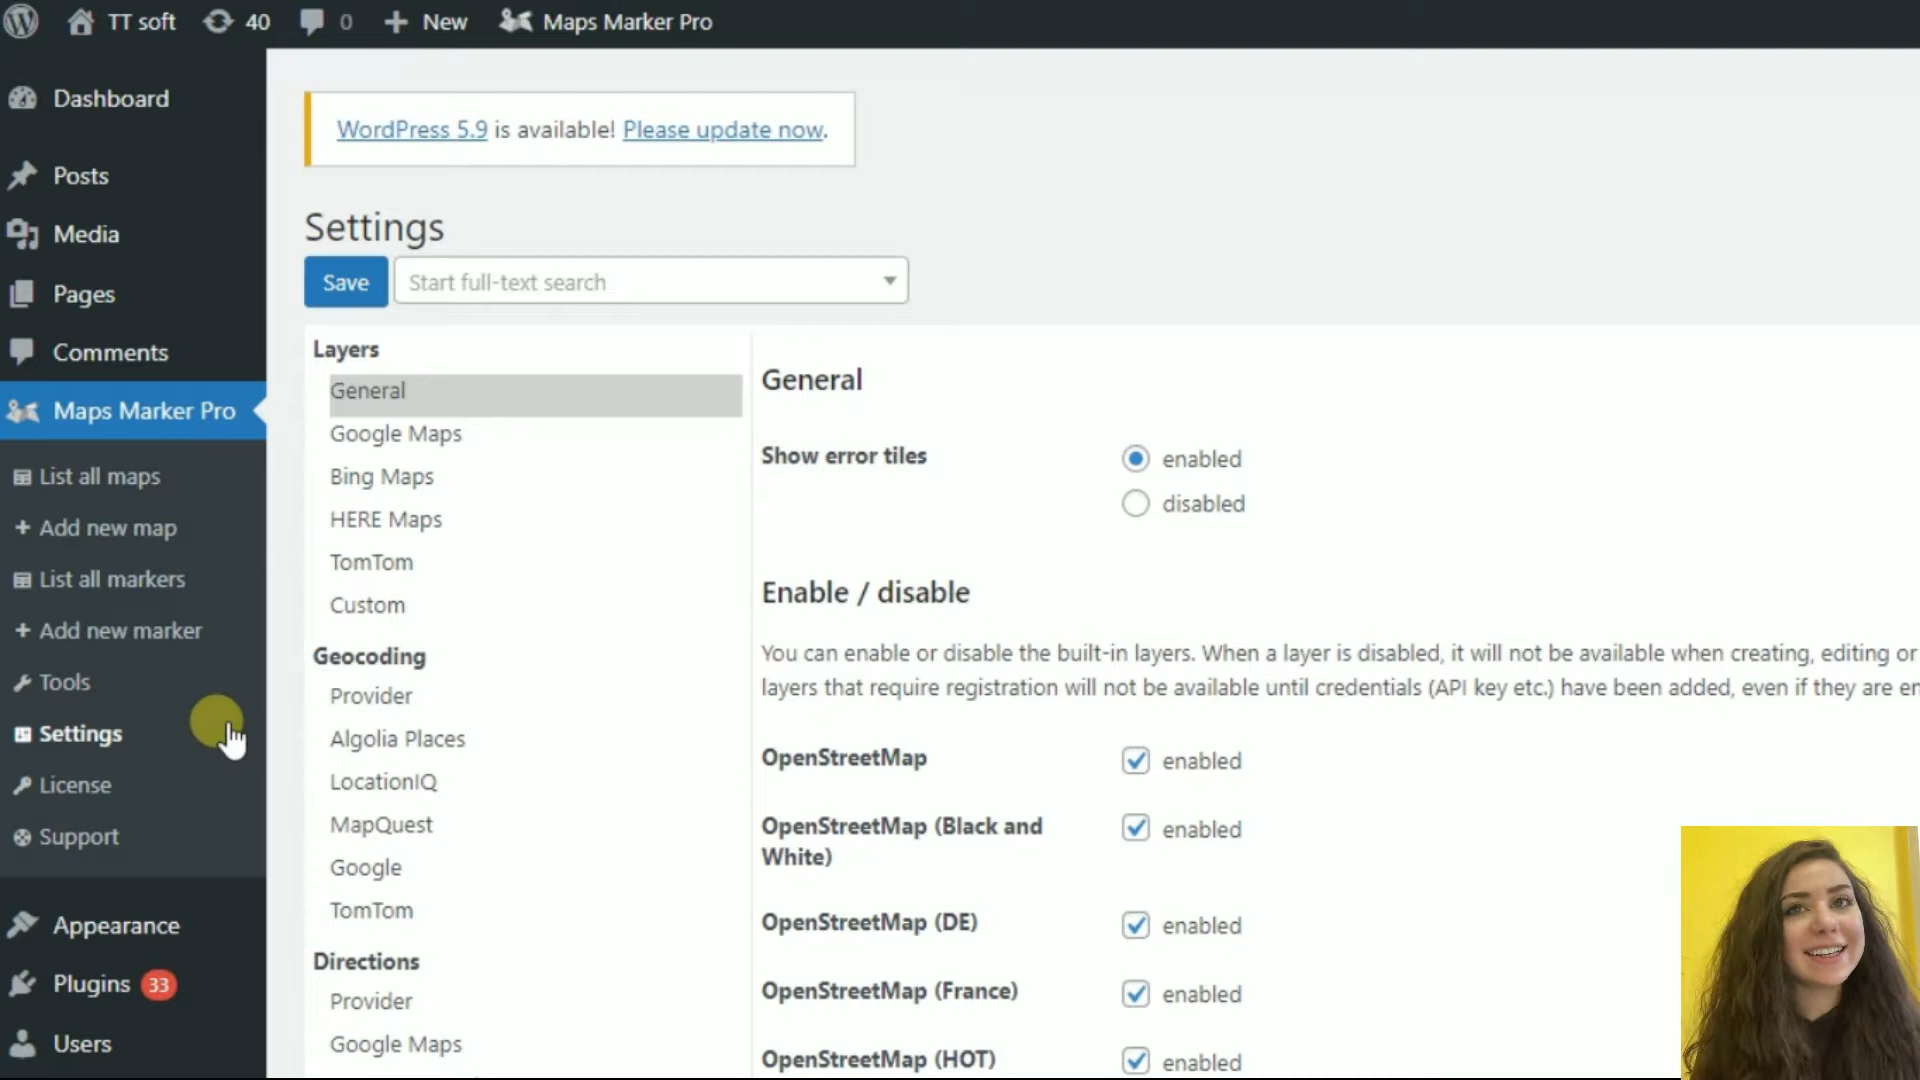 TT soft 40 0 New Maps Marker Pro
Dashboard
Posts
Media
Pages
Comments
Maps Marker Pro
List all maps
Add new map
List all markers
Add new marker
Tools
Settings
License
Support
Appearance
Plugins 33
Users
WordPress 5.9 is available! Please update now.
Settings
Save Start full-text search
Layers
General
Google Maps
Bing Maps
HERE Maps
TomTom
Custom
Geocoding
Provider
Algolia Places
LocationIQ
MapQuest
Google
TomTom
Directions
Provider
Google Maps
General
Show error tiles enabled
disabled
Enable / disable
You can enable or disable the built-in layers. When a layer is disabled, it will not be available when creating, editing or
layers that require registration will not be available until credentials (API key etc.) have been added, even if they are en
OpenStreetMap enabled
OpenStreetMap (Black and enabled
White)
OpenStreetMap (DE) enabled
OpenStreetMap (France) enabled
OpenStreetMap (HOT) enabled